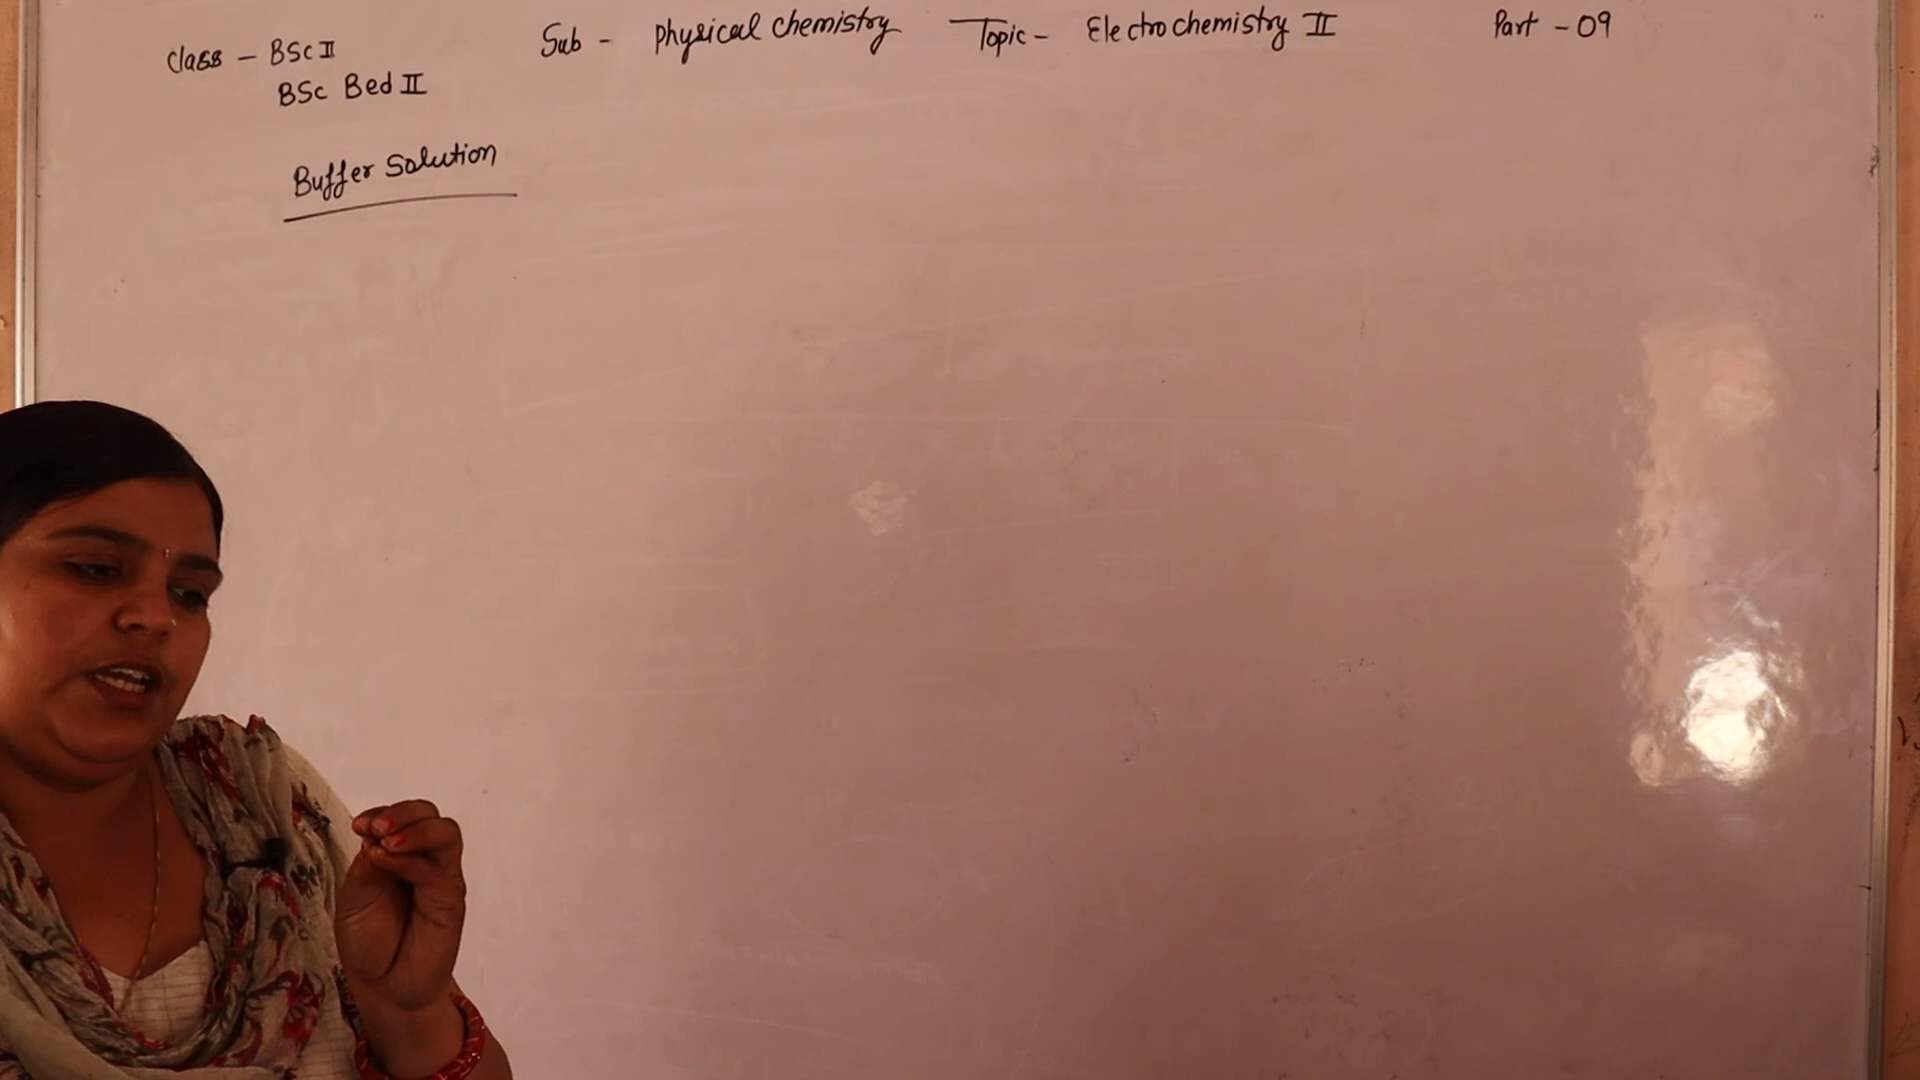 Class - BSc II Sub - Physical chemistry Topic - Electrochemistry II Part - 09
BSc Bed II
Buffer Solution